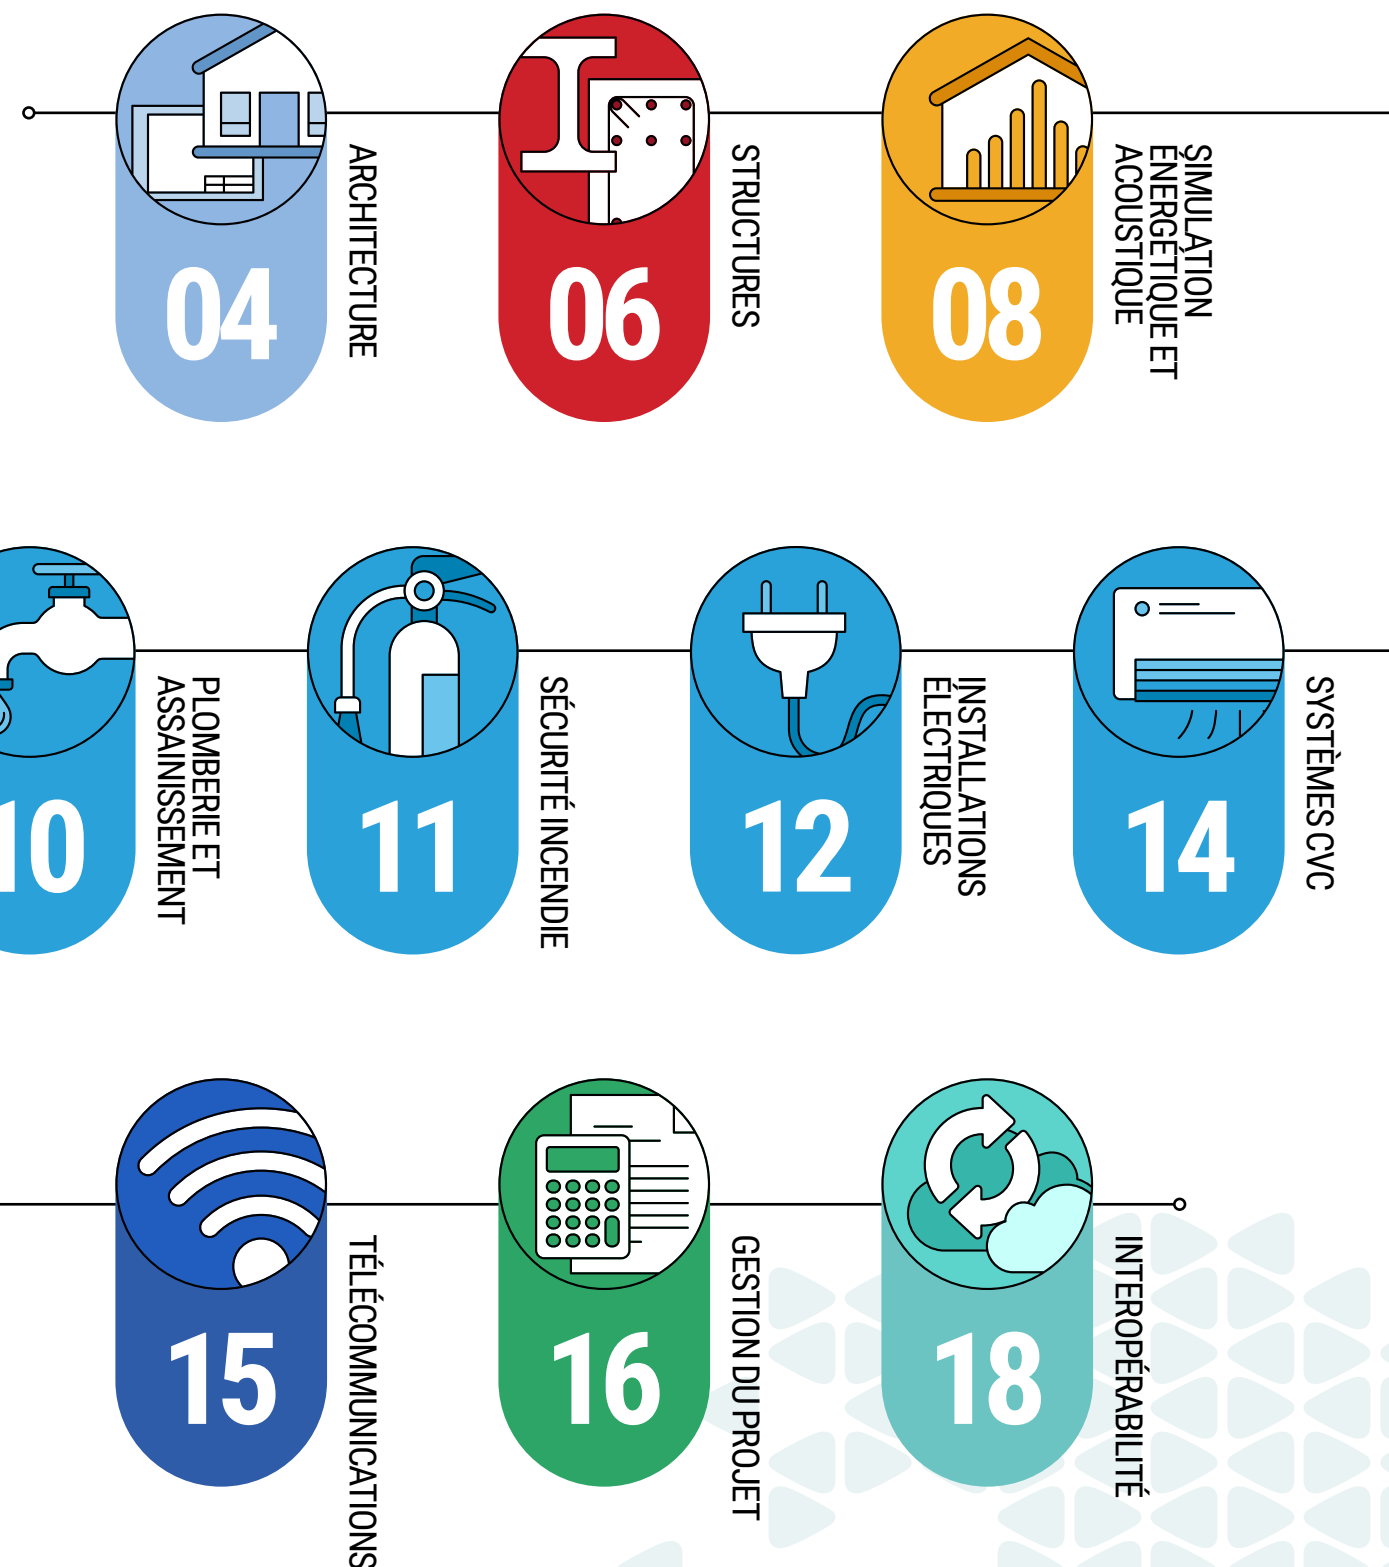 04
ARCHITECTURE
06
STRUCTURES
08
SIMULATION
ÉNERGÉTIQUE ET
ACOUSTIQUE
10
PLOMBERIE ET
ASSAINISSEMENT
11
SÉCURITÉ INCENDIE
12
INSTALLATIONS
ÉLECTRIQUES
14
SYSTÈMES CVC
15
TÉLÉCOMMUNICATIONS
16
GESTION DU PROJET
18
INTEROPÉRABILITÉ